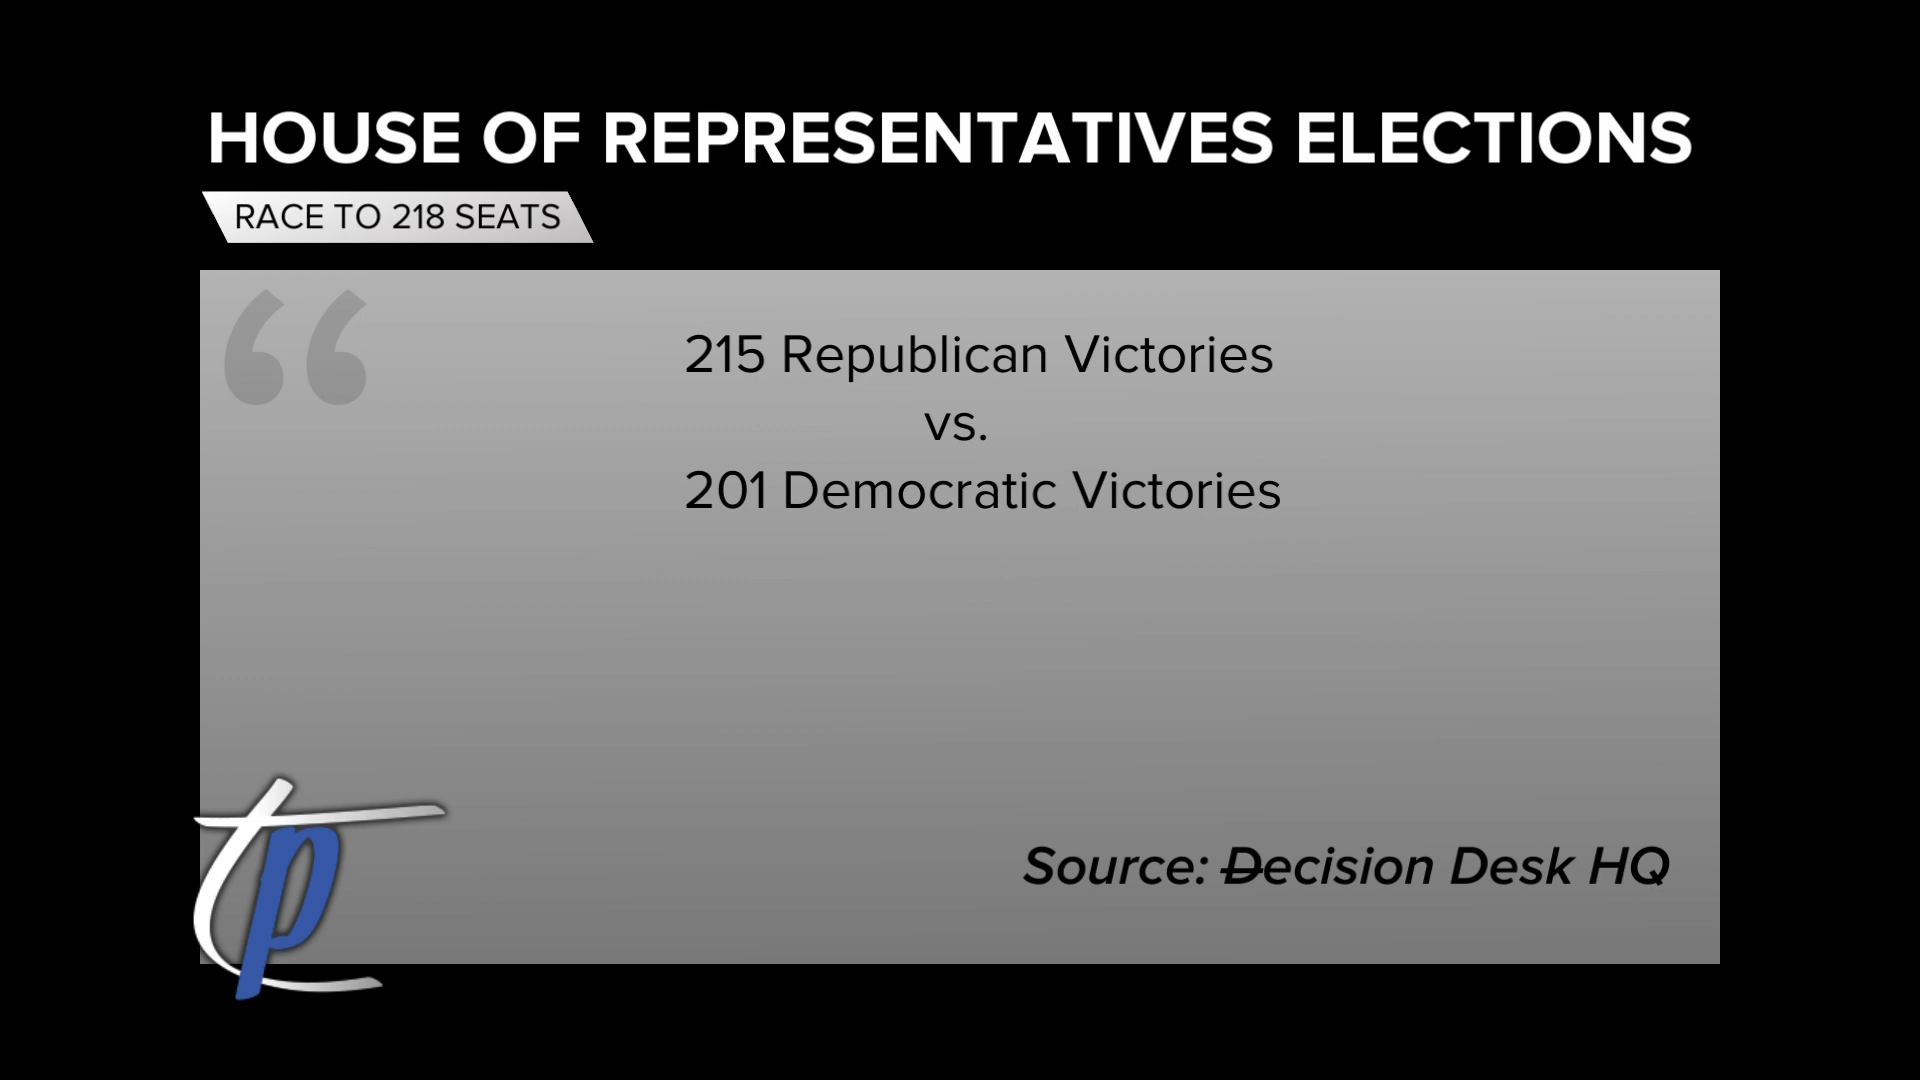 HOUSE OF REPRESENTATIVES ELECTIONS
RACE TO 218 SEATS
“
215 Republican Victories
vs.
201 Democratic Victories
Source: Decision Desk HQ
tp